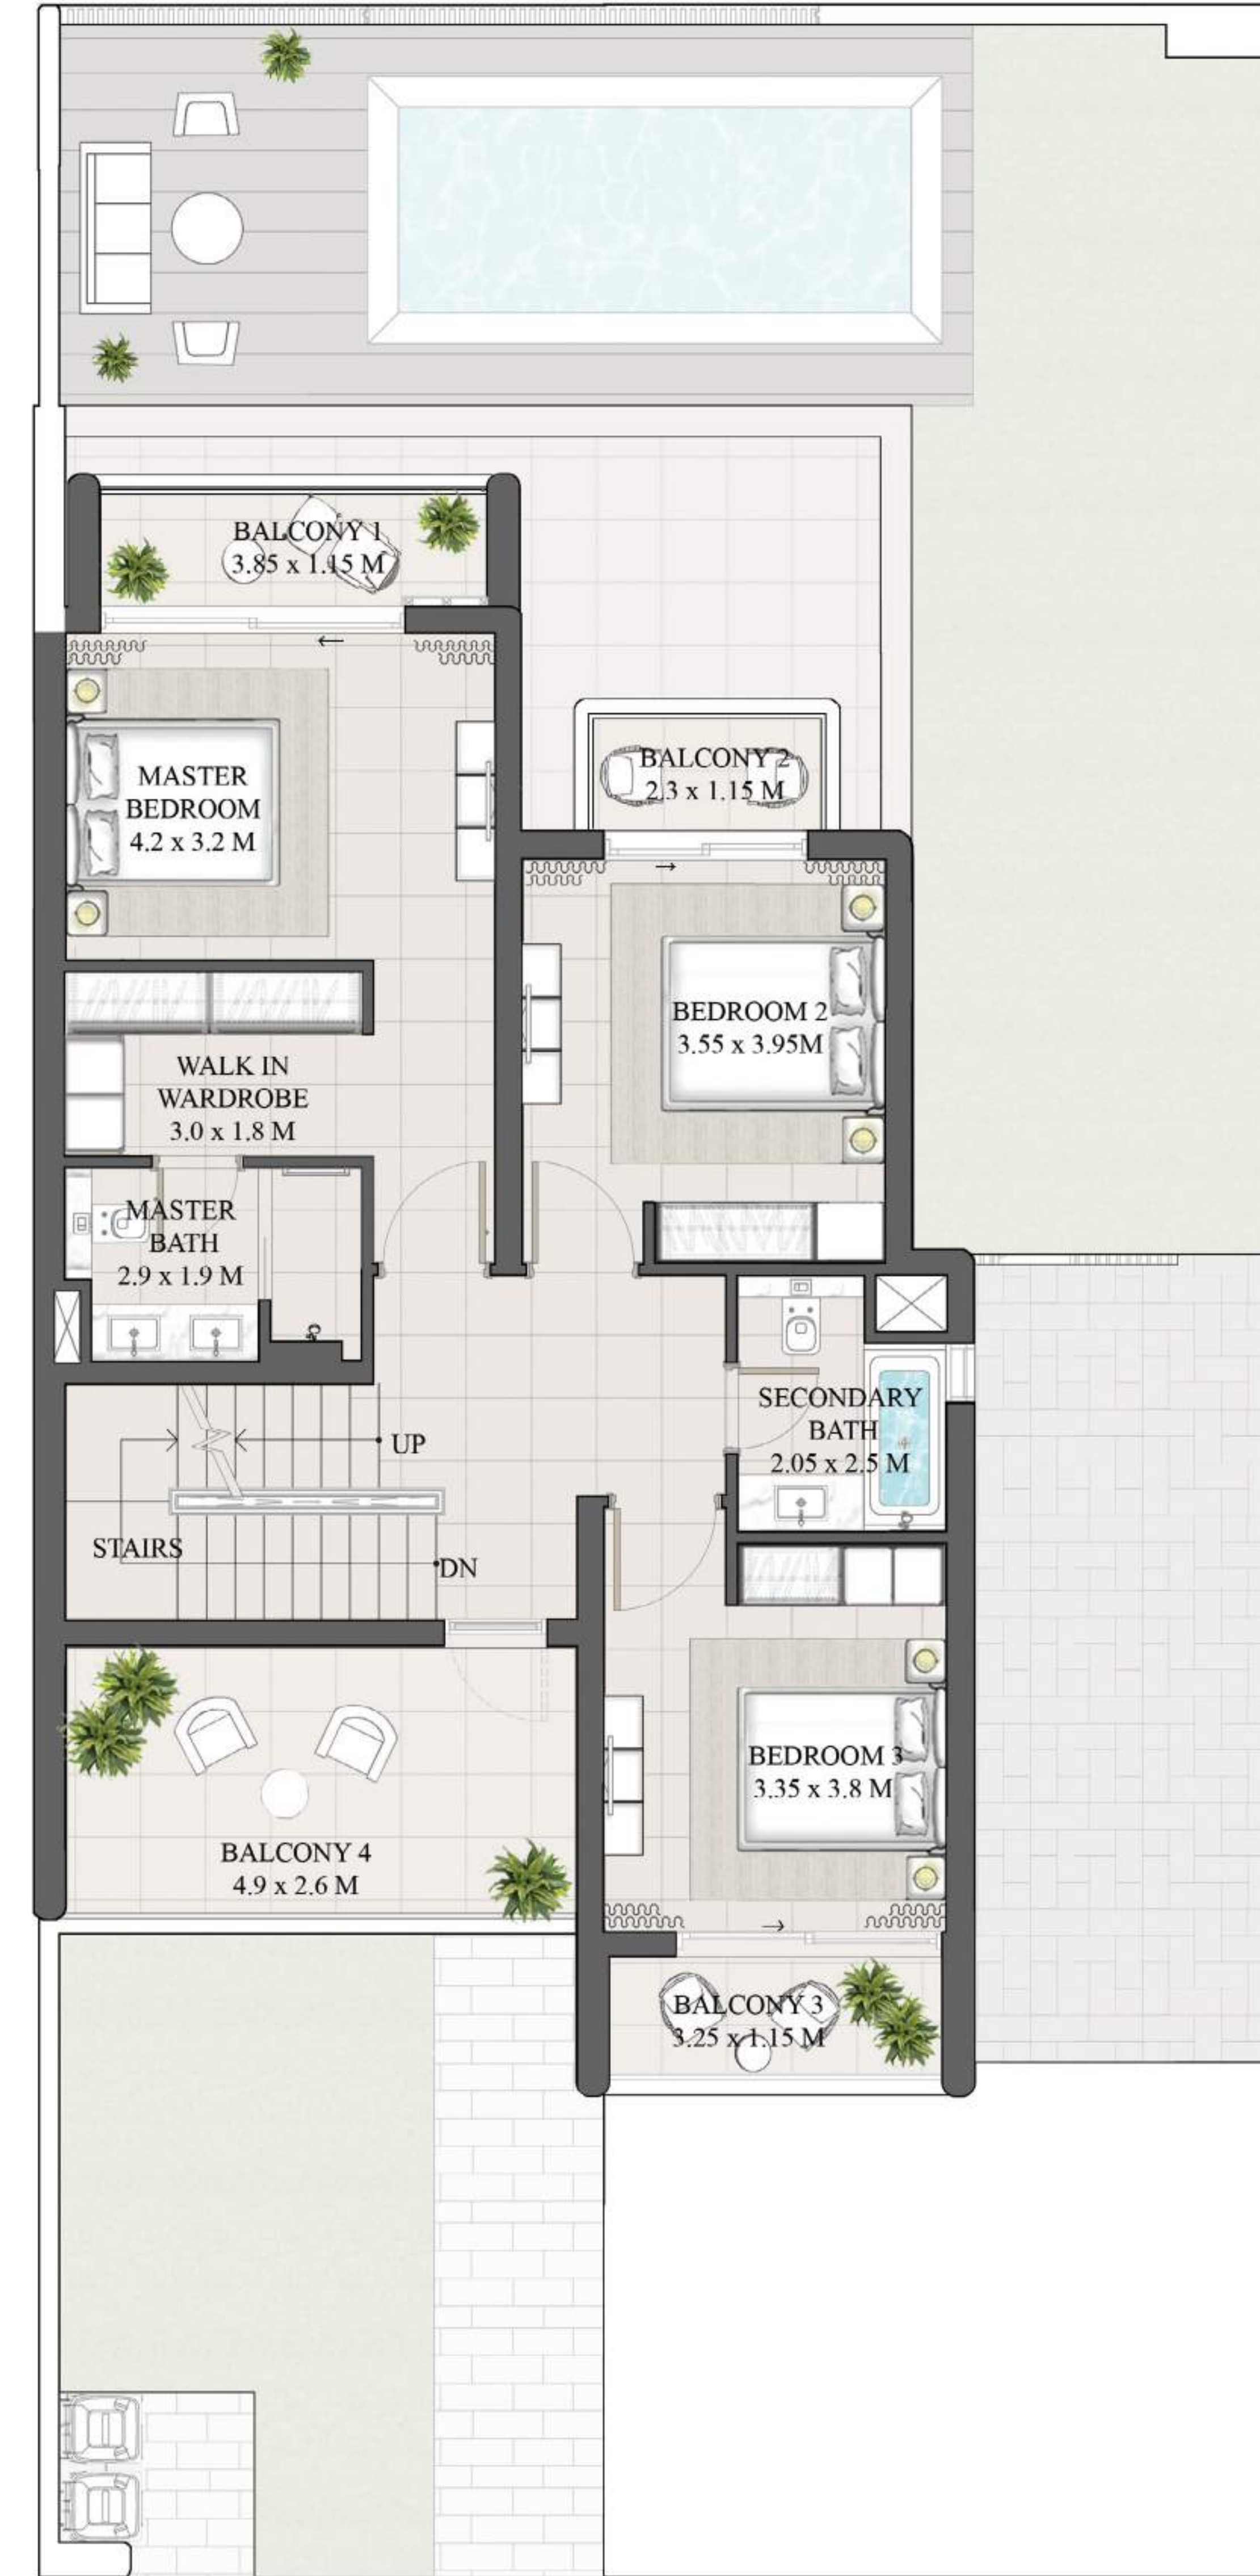 BALCONY 1
3.85 x 1.15 M
BALCONY 2
2.3 x 1.15 M
MASTER
BEDROOM
4.2 x 3.2 M
BEDROOM 2
3.55 x 3.95M
WALK IN
WARDROBE
3.0 x 1.8 M
MASTER
BATH
2.9 x 1.9 M
SECONDARY
BATH
2.05 x 2.5 M
UP
STAIRS
DN
BEDROOM 3
3.35 x 3.8 M
BALCONY 4
4.9 x 2.6 M
BALCONY 3
3.25 x 1.15 M